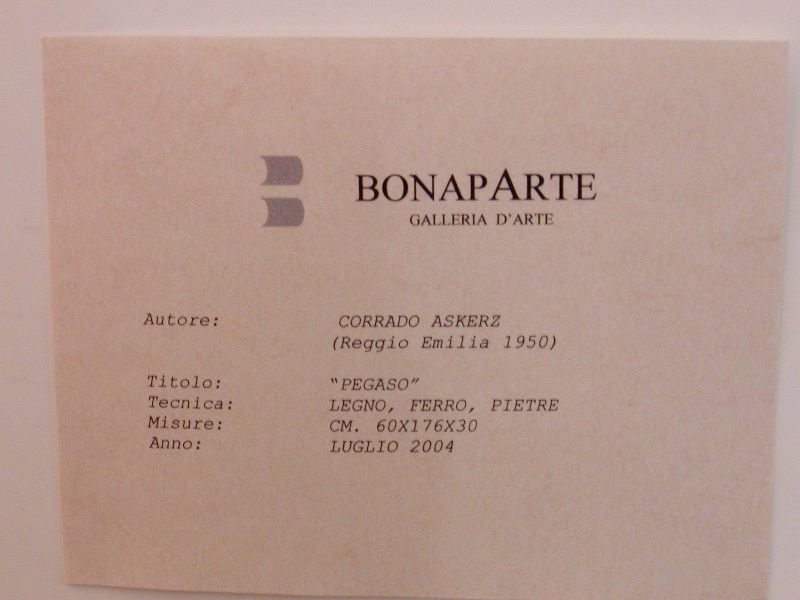 BONAPARTE
GALLERIA D'ARTE
Autore: CORRADO ASKERZ
(Reggio Emilia 1950)
Titolo: "PEGASO"
Tecnica: LEGNO, FERRO, PIETRE
Misure: CM. 60X176X30
Anno: LUGLIO 2004